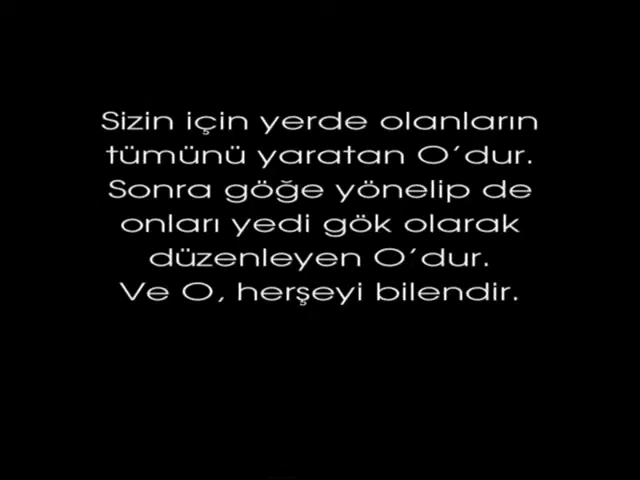 Sizin için yerde olanların
tümünü yaratan O'dur.
Sonra göğe yönelip de
onları yedi gök olarak
düzenleyen O'dur.
Ve O, herşeyi bilendir.